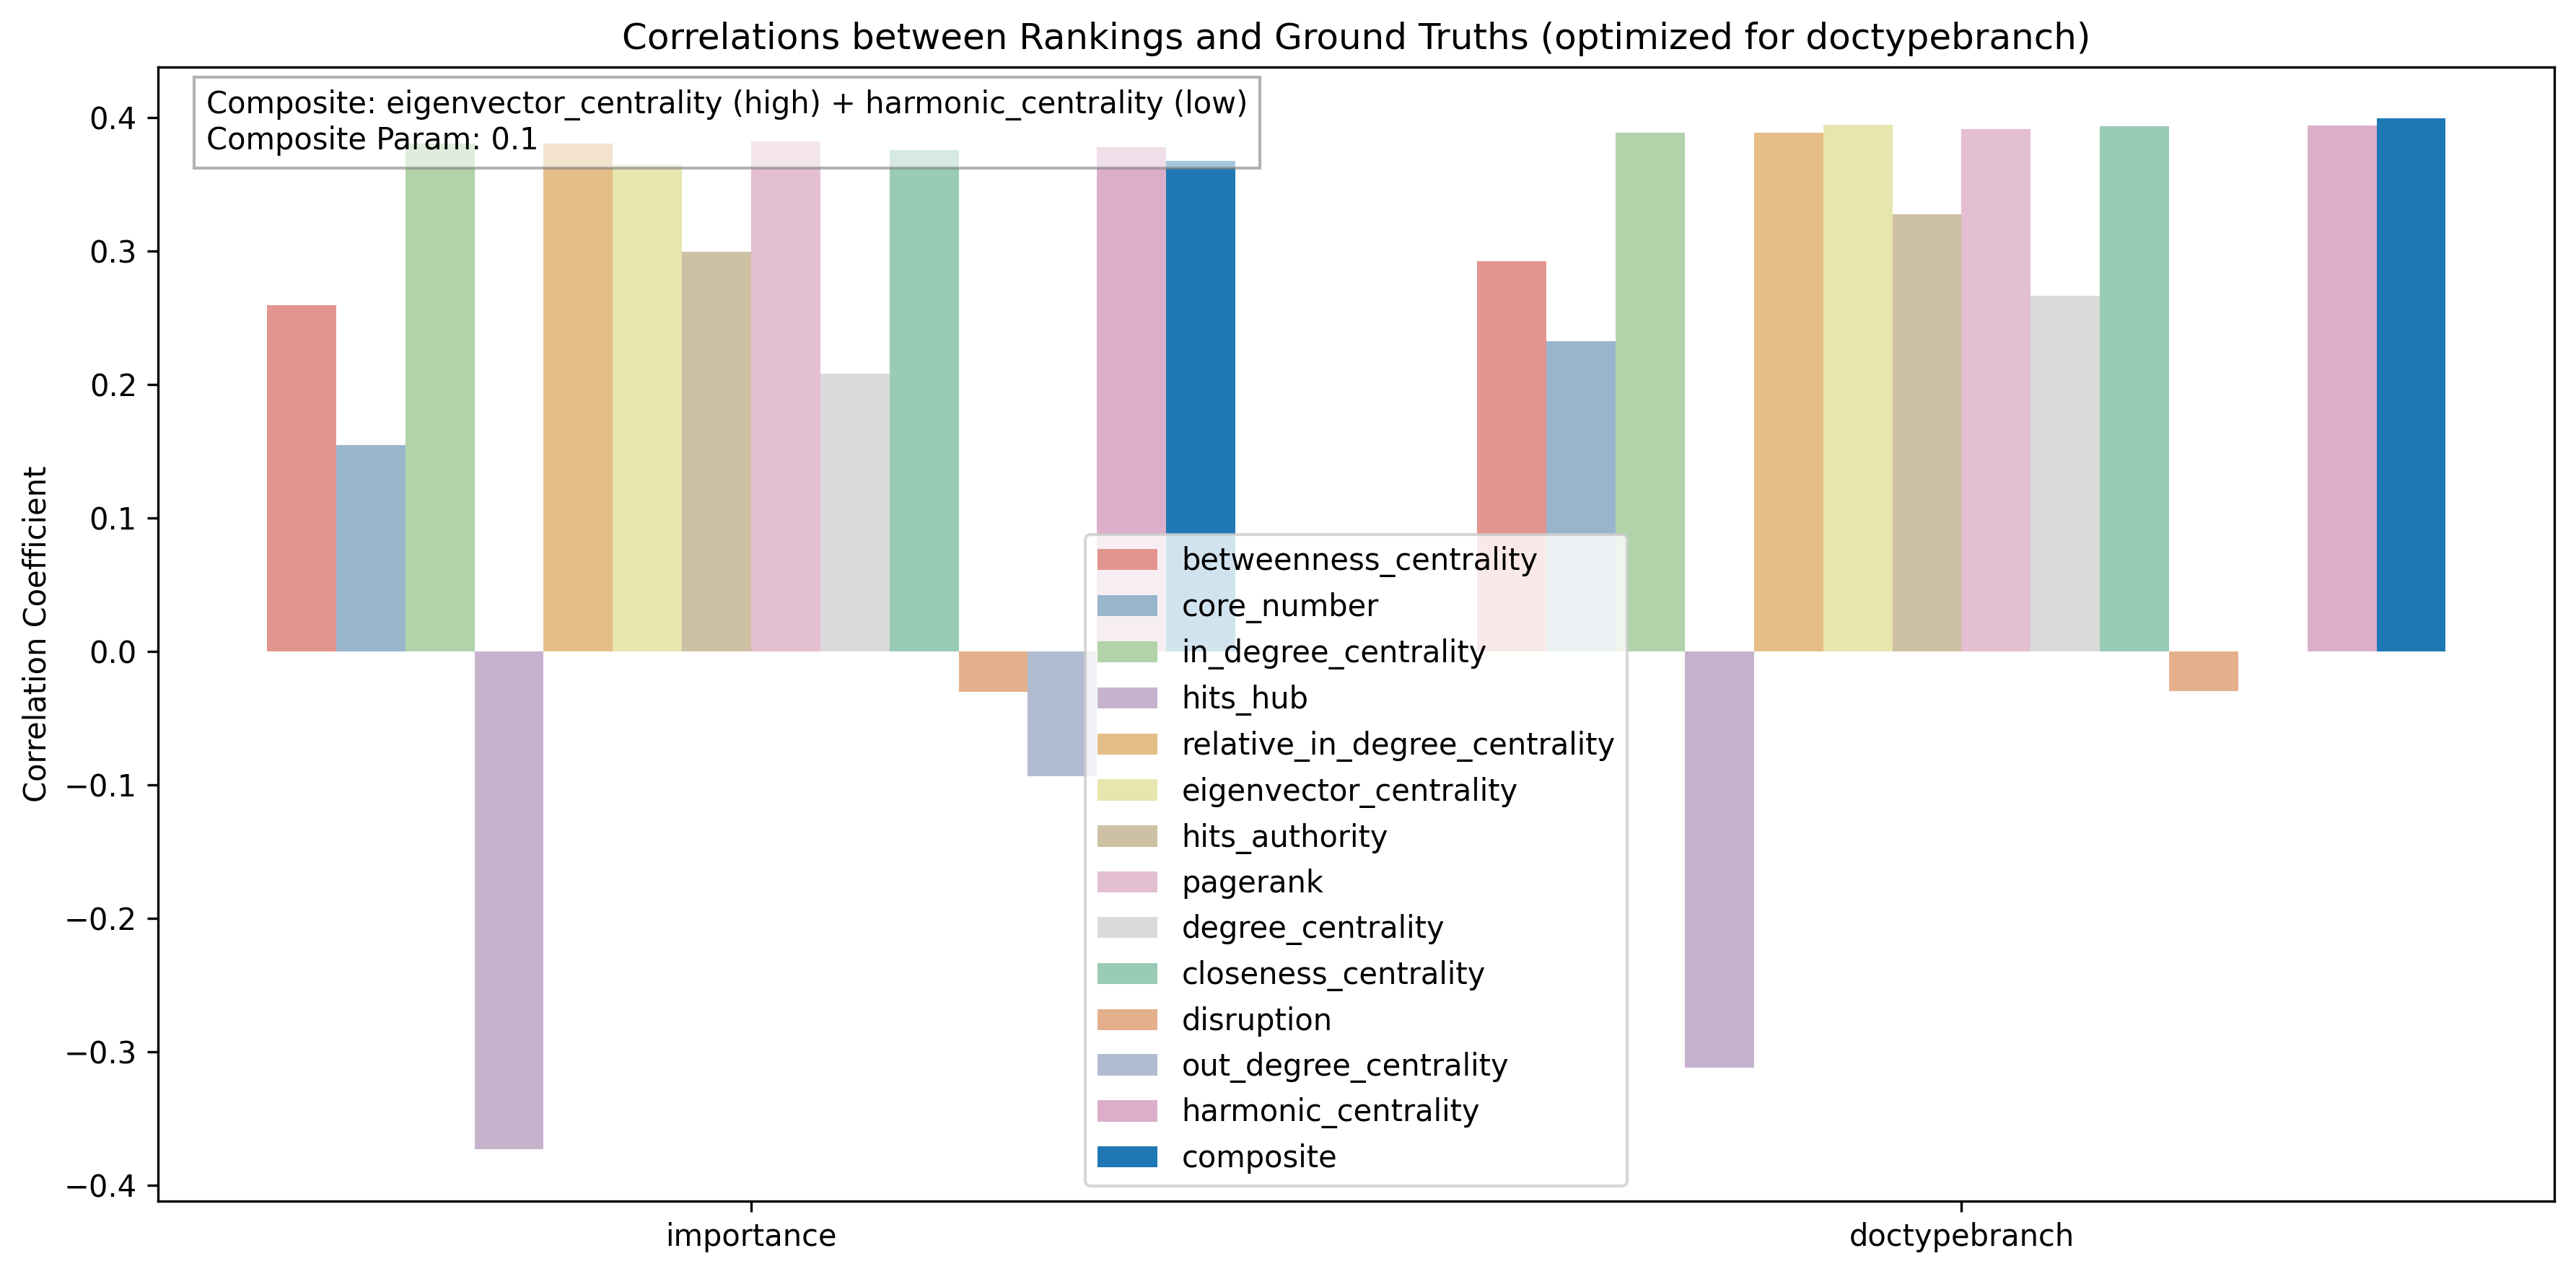 Correlations between Rankings and Ground Truths (optimized for doctypebranch)
Composite: eigenvector_centrality (high) + harmonic_centrality (low)
Composite Param: 0.1
Correlation Coefficient
0.4
0.3
0.2
0.1
0.0
−0.1
−0.2
−0.3
−0.4
betweenness_centrality
core_number
in_degree_centrality
hits_hub
relative_in_degree_centrality
eigenvector_centrality
hits_authority
pagerank
degree_centrality
closeness_centrality
disruption
out_degree_centrality
harmonic_centrality
composite
importance
doctypebranch